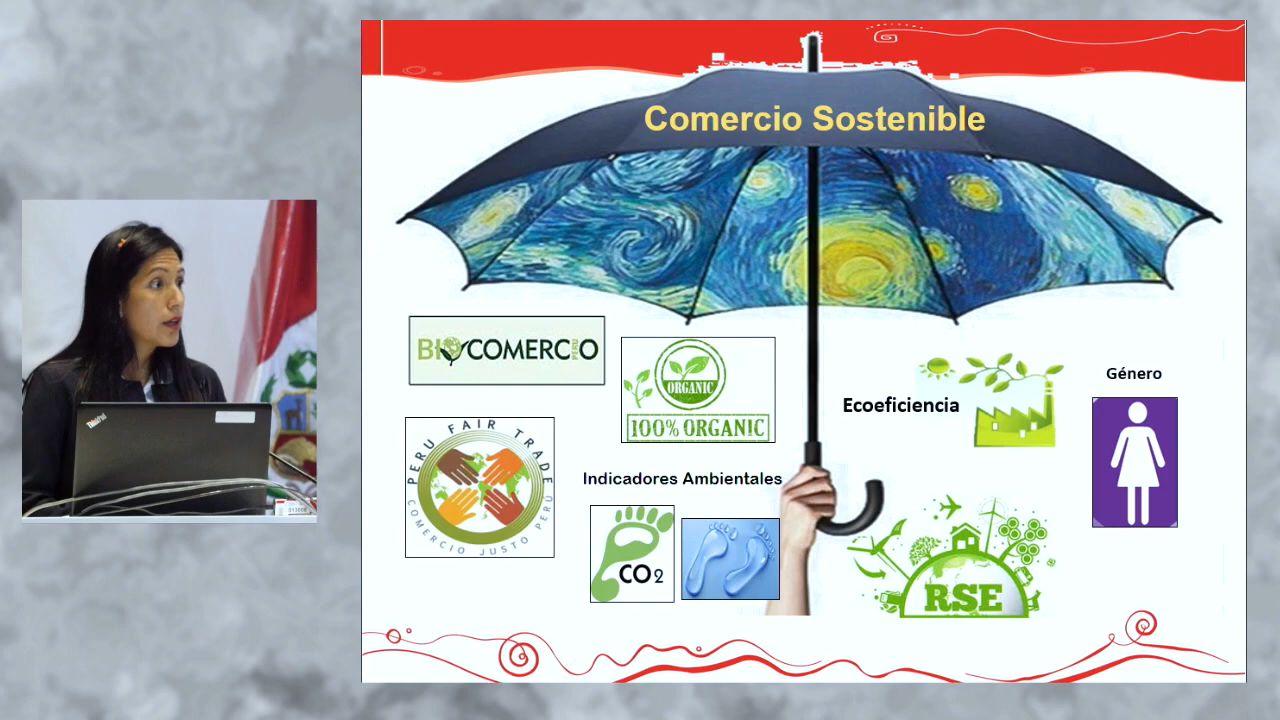 Comercio Sostenible
BIOCOMERCIO
PERU
ORGANIC
100% ORGANIC
Ecoeficiencia
Género
PERU FAIR TRADE
COMERCIO JUSTO PERÚ
Indicadores Ambientales
CO2
RSE
ThinkPad